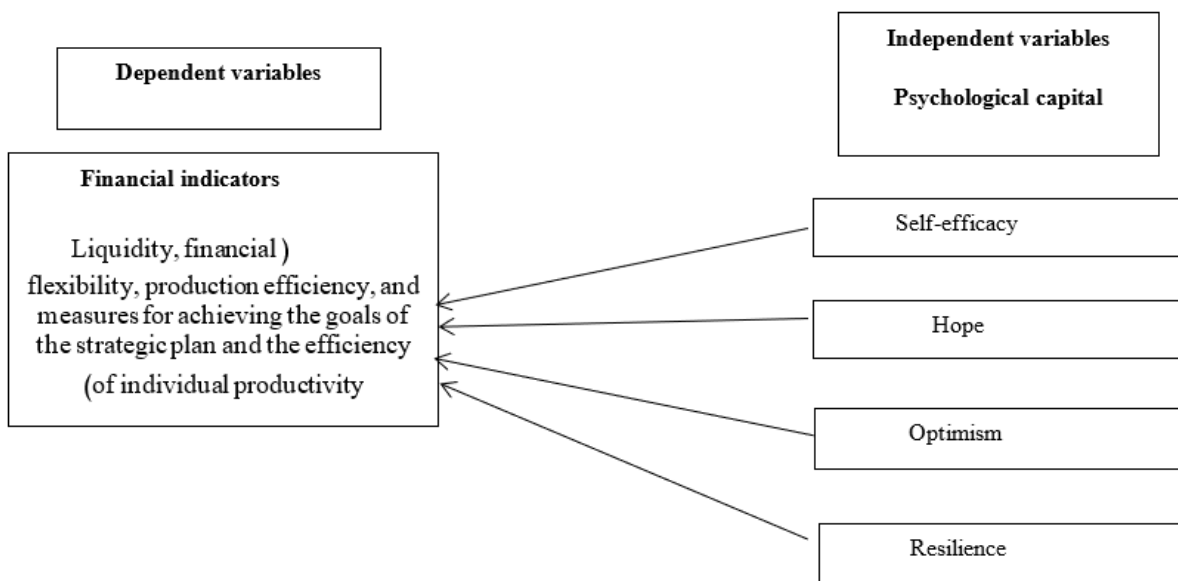 Dependent variables
Financial indicators
Liquidity, financial )
flexibility, production efficiency, and
measures for achieving the goals of
the strategic plan and the efficiency
(of individual productivity
Independent variables
Psychological capital
Self-efficacy
Hope
Optimism
Resilience